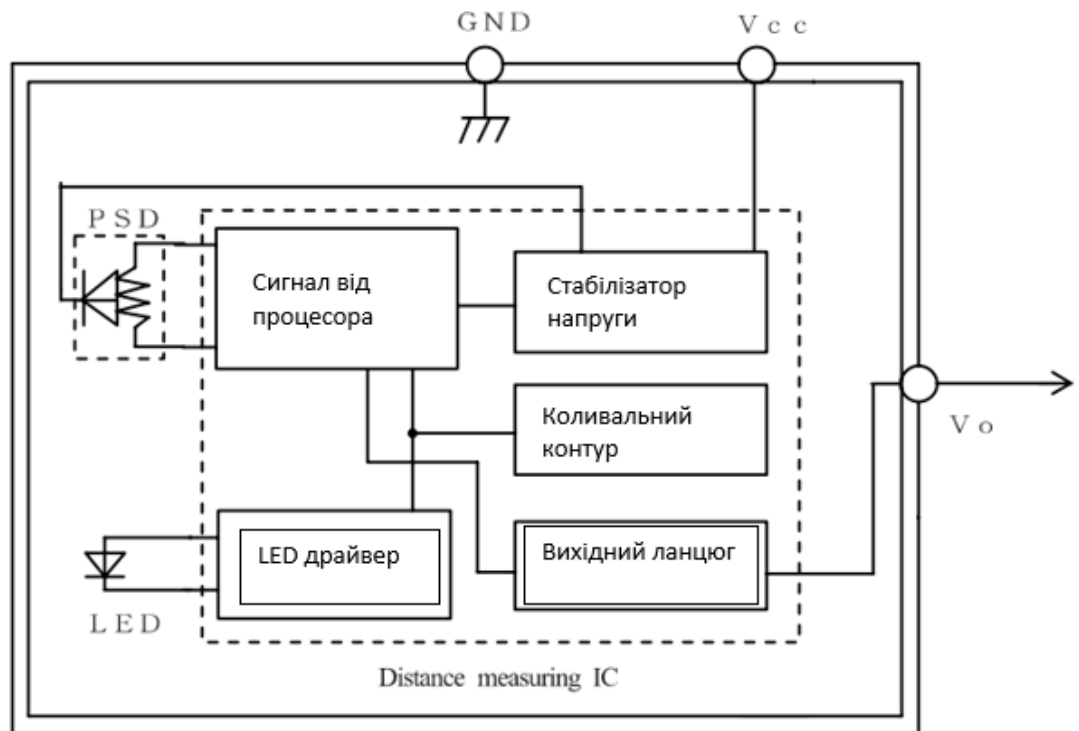 GND
Vcc
PSD
Сигнал від
процесора
Стабілізатор
напруги
Коливальний
контур
Vo
LED драйвер
Вихідний ланцюг
LED
Distance measuring IC